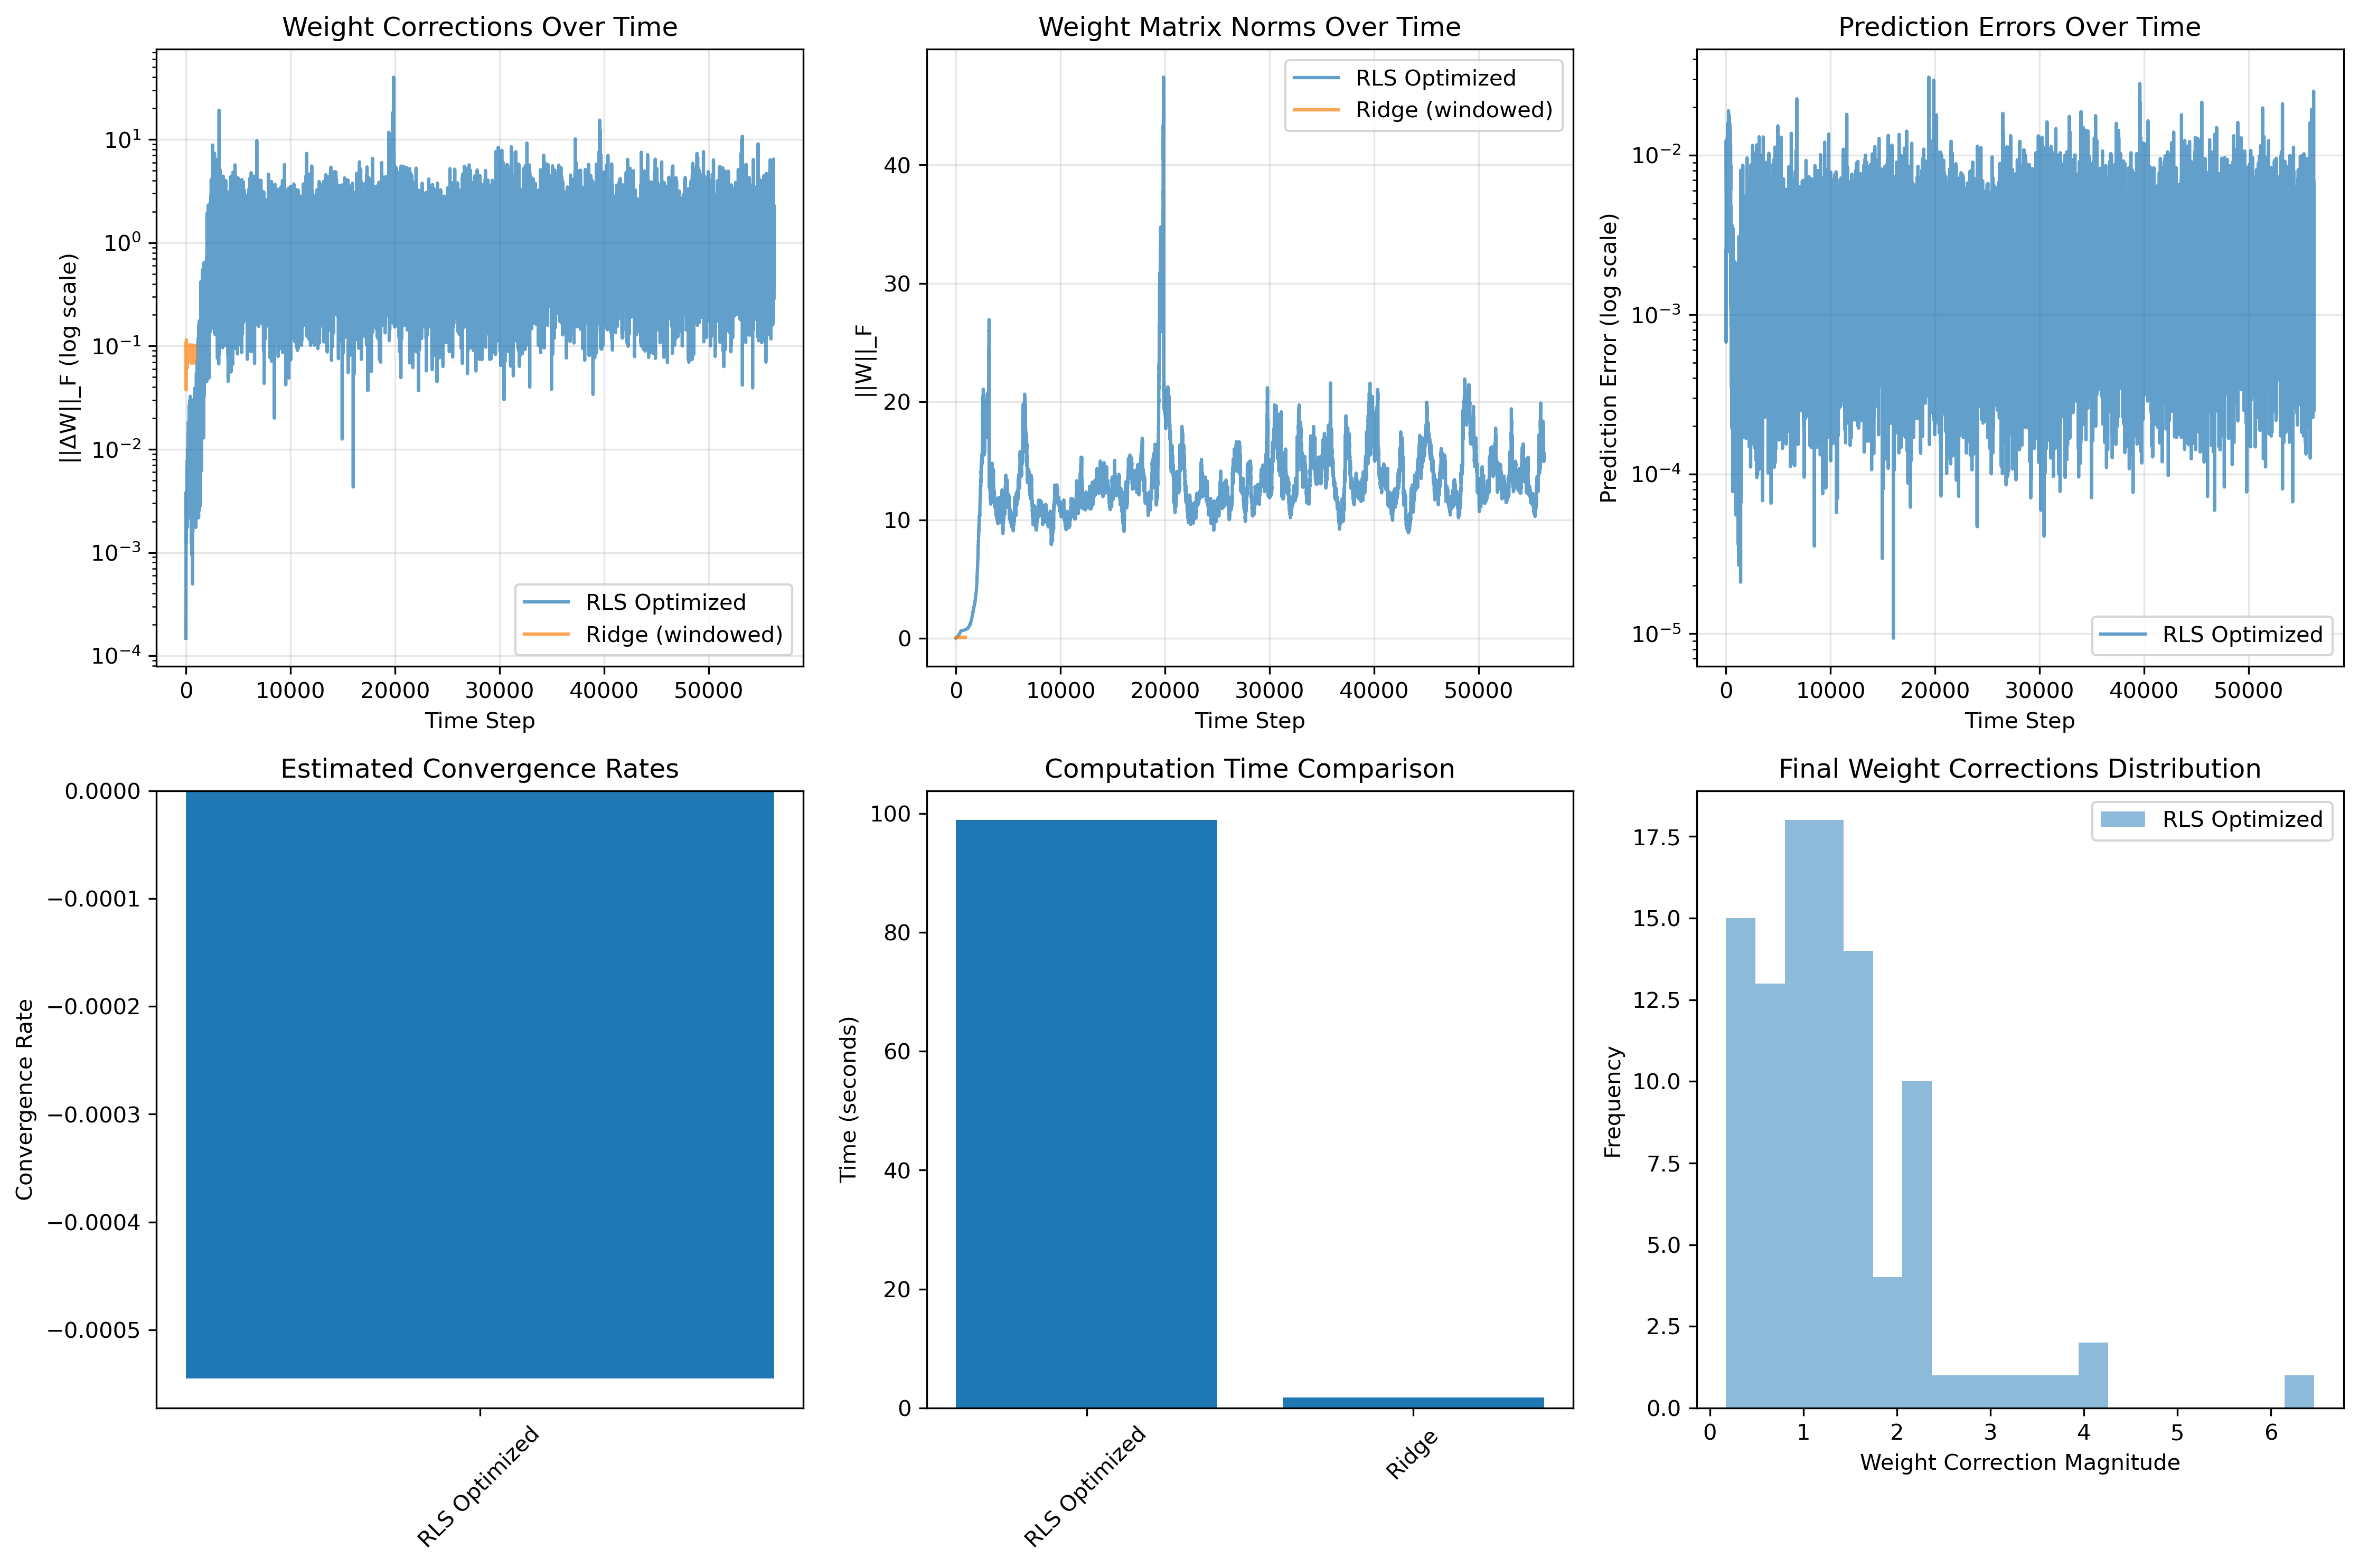 Weight Corrections Over Time
||ΔW||_F (log scale)
10¹
10⁰
10⁻¹
10⁻²
10⁻³
10⁻⁴
RLS Optimized
Ridge (windowed)
0 10000 20000 30000 40000 50000
Time Step
Weight Matrix Norms Over Time
||W||_F
40
30
20
10
0
RLS Optimized
Ridge (windowed)
0 10000 20000 30000 40000 50000
Time Step
Prediction Errors Over Time
Prediction Error (log scale)
10⁻²
10⁻³
10⁻⁴
10⁻⁵
RLS Optimized
0 10000 20000 30000 40000 50000
Time Step
Estimated Convergence Rates
Convergence Rate
0.0000
−0.0001
−0.0002
−0.0003
−0.0004
−0.0005
RLS Optimized
Computation Time Comparison
Time (seconds)
100
80
60
40
20
0
RLS Optimized
Ridge
Final Weight Corrections Distribution
Frequency
17.5
15.0
12.5
10.0
7.5
5.0
2.5
0.0
RLS Optimized
0 1 2 3 4 5 6
Weight Correction Magnitude